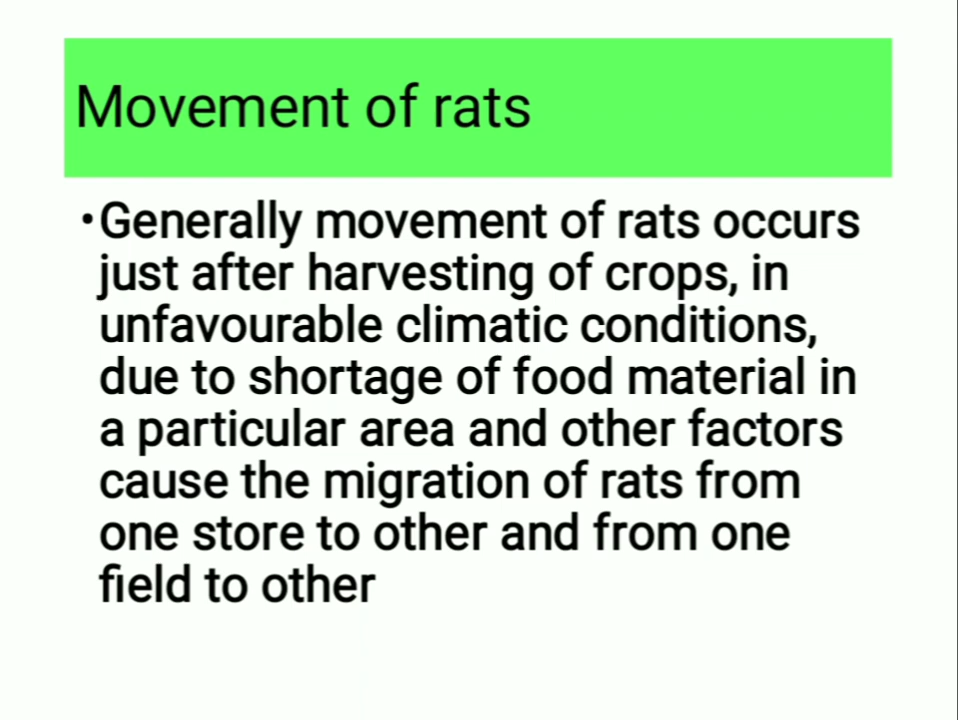 Movement of rats
•Generally movement of rats occurs
just after harvesting of crops, in
unfavourable climatic conditions,
due to shortage of food material in
a particular area and other factors
cause the migration of rats from
one store to other and from one
field to other